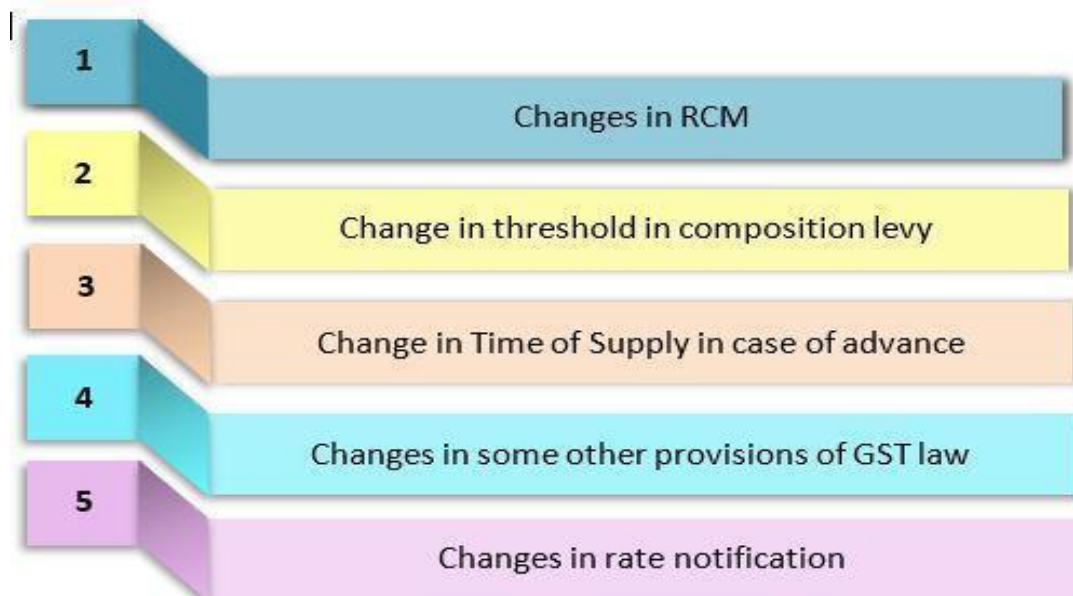 1
Changes in RCM
2
Change in threshold in composition levy
3
Change in Time of Supply in case of advance
4
Changes in some other provisions of GST law
5
Changes in rate notification